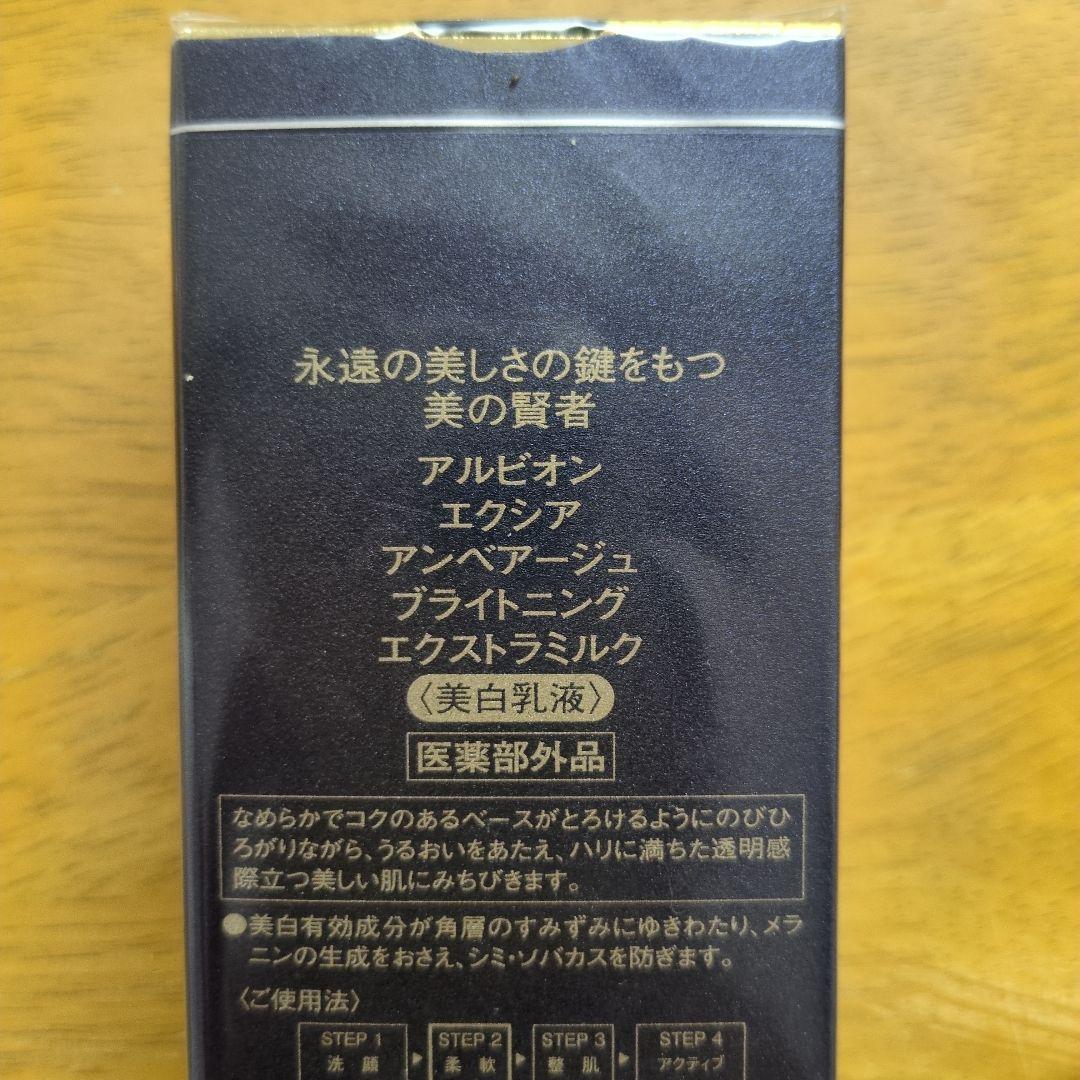 永遠の美しさの鍵をもつ
美の賢者
アルビオン
エクシア
アンベアージュ
ブライトニング
エクストラミルク
〈美白乳液〉
医薬部外品
なめらかでコクのあるベースがとろけるようにのびひ
ろがりながら、うるおいをあたえ、ハリに満ちた透明感
際立つ美しい肌にみちびきます。
●美白有効成分が角層のすみずみにゆきわたり、メラ
ニンの生成をおさえ、シミ・ソバカスを防ぎます。
〈ご使用法〉
STEP 1 STEP 2 STEP 3 STEP 4
洗顔 ▶ 柔軟 ▶ 整肌 ▶ アクティブ